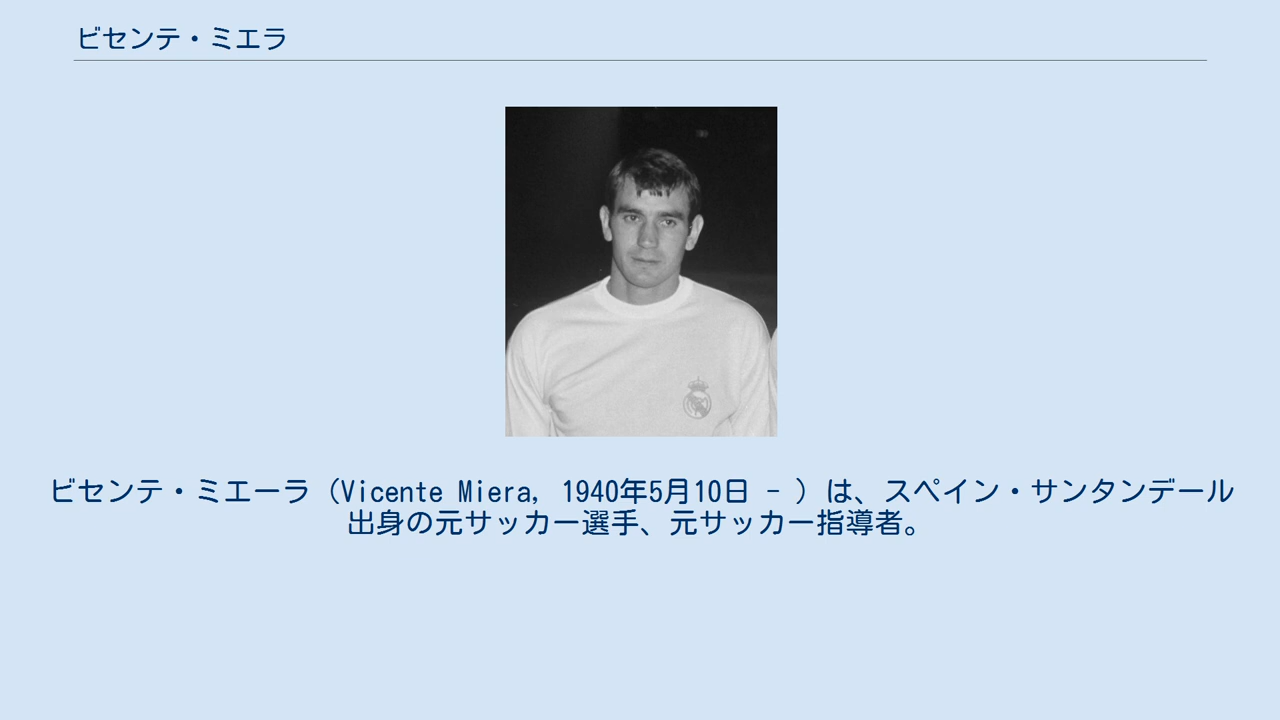 ビセンテ・ミエラ
ビセンテ・ミエーラ（Vicente Miera, 1940年5月10日 - ）は、スペイン・サンタンデール
出身の元サッカー選手、元サッカー指導者。